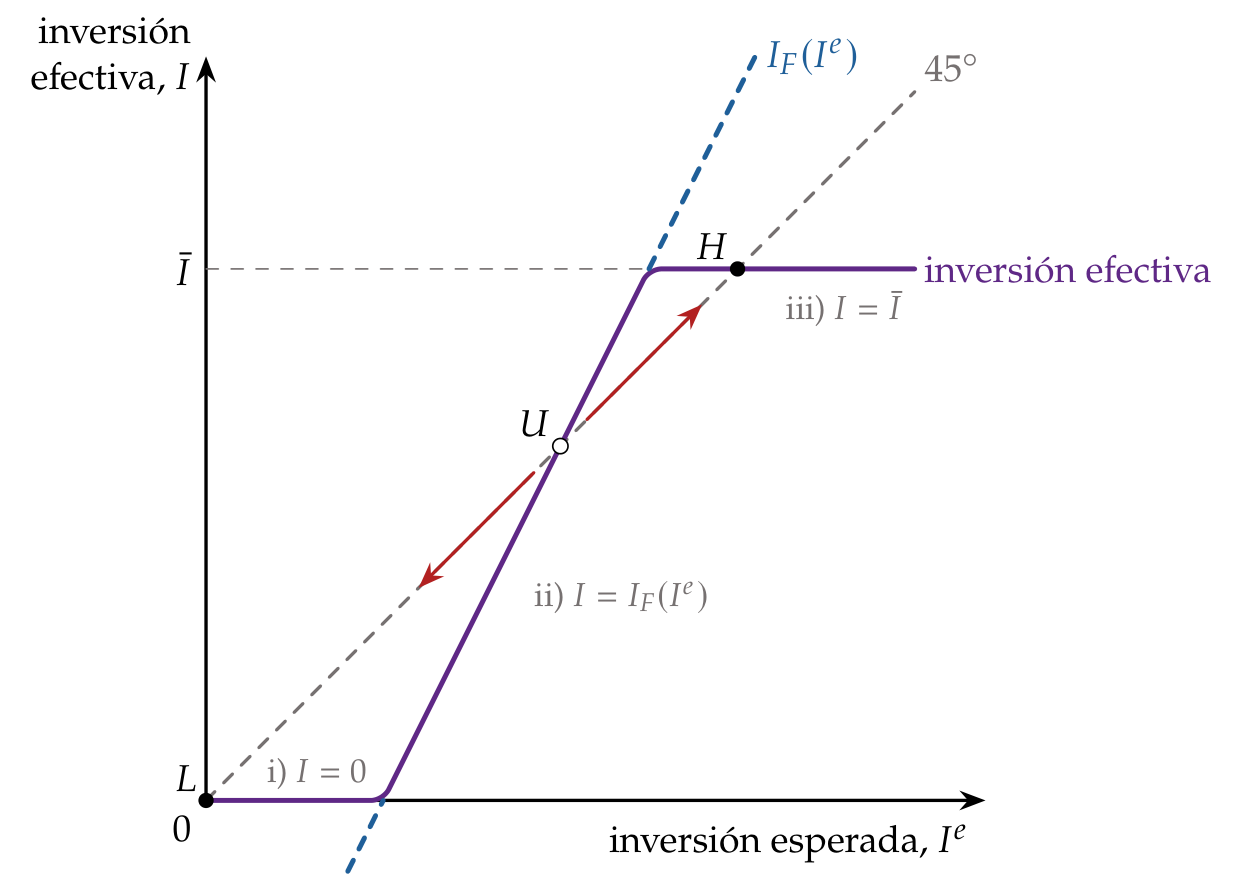 inversión
efectiva, I
I_F(I^e)
45°
H
Ī
inversión efectiva
iii) I = Ī
U
ii) I = I_F(I^e)
L
i) I = 0
0
inversión esperada, I^e